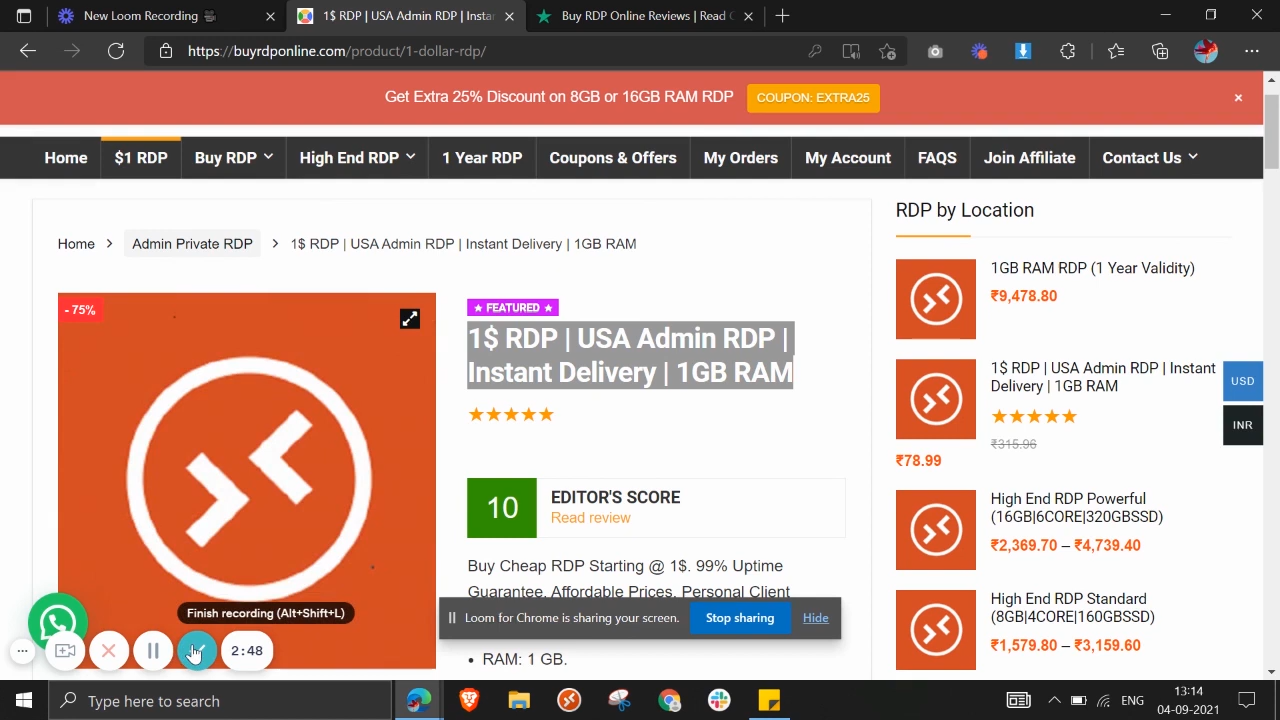 New Loom Recording
1$ RDP | USA Admin RDP | Insta
Buy RDP Online Reviews | Read C
https://buyrdponline.com/product/1-dollar-rdp/
Get Extra 25% Discount on 8GB or 16GB RAM RDP
COUPON: EXTRA25
Home
$1 RDP
Buy RDP
High End RDP
1 Year RDP
Coupons & Offers
My Orders
My Account
FAQS
Join Affiliate
Contact Us
Home
Admin Private RDP
1$ RDP | USA Admin RDP | Instant Delivery | 1GB RAM
- 75%
FEATURED
1$ RDP | USA Admin RDP |
Instant Delivery | 1GB RAM
10
EDITOR'S SCORE
Read review
Buy Cheap RDP Starting @ 1$. 99% Uptime
Guarantee, Affordable Prices, Personal Client
• RAM: 1 GB.
RDP by Location
1GB RAM RDP (1 Year Validity)
₹9,478.80
1$ RDP | USA Admin RDP | Instant
Delivery | 1GB RAM
₹315.96
₹78.99
High End RDP Powerful
(16GB|6CORE|320GBSSD)
₹2,369.70 – ₹4,739.40
High End RDP Standard
(8GB|4CORE|160GBSSD)
₹1,579.80 – ₹3,159.60
USD
INR
Finish recording (Alt+Shift+L)
2:48
Loom for Chrome is sharing your screen.
Stop sharing
Hide
Type here to search
ENG
13:14
04-09-2021